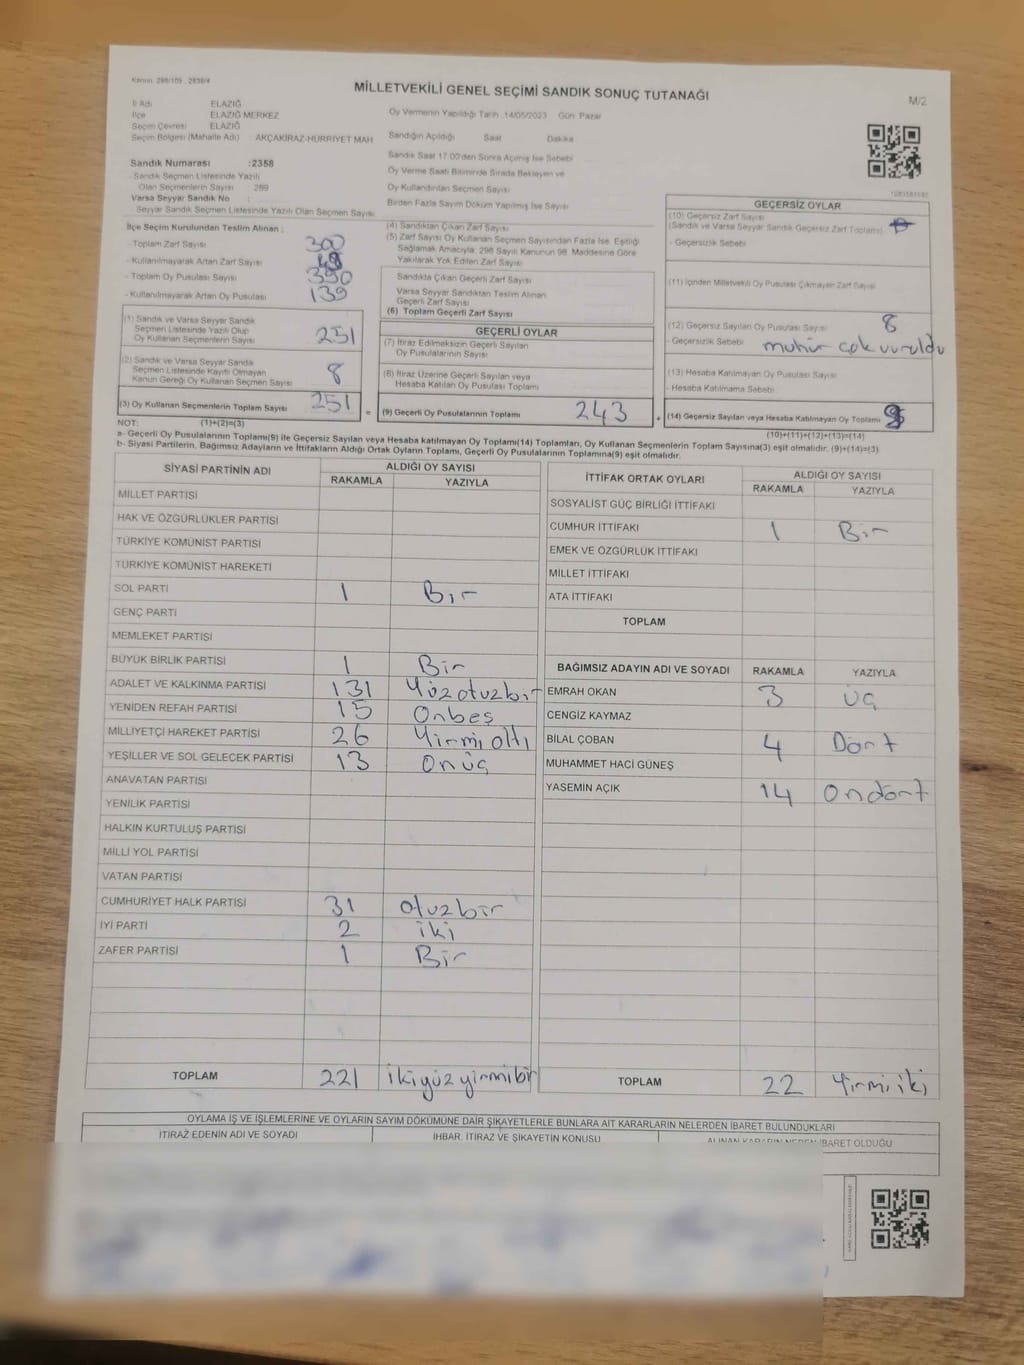 Kanun: 298/105 2839/4
MİLLETVEKİLİ GENEL SEÇİMİ SANDIK SONUÇ TUTANAĞI
M/2
İl Adı ELAZIĞ
İlçe ELAZIĞ MERKEZ
Seçim Çevresi ELAZIĞ
Seçim Bölgesi (Mahalle Adı) : AKÇAKİRAZ-HÜRRİYET MAH
Sandık Numarası :2358
- Sandık Seçmen Listesinde Yazılı
Olan Seçmenlerin Sayısı
Varsa Seyyar Sandık No
Seyyar Sandık Seçmen Listesinde Yazılı Olan Seçmen Sayısı
Oy Vermenin Yapıldığı Tarih :14/05/2023 Gün: Pazar
Sandığın Açıldığı Saat Dakika
Sandık Saat 17.00'den Sonra Açılmış İse Sebebi
Oy Verme Saati Bitiminde Sırada Bekleyen ve
Oy Kullandırılan Seçmen Sayısı
Birden Fazla Sayım Döküm Yapılmış İse Sayısı
İlçe Seçim Kurulundan Teslim Alınan :
- Toplam Zarf Sayısı 300
- Kullanılmayarak Artan Zarf Sayısı
- Toplam Oy Pusulası Sayısı
- Kullanılmayarak Artan Oy Pusulası 139
(1) Sandık ve Varsa Seyyar Sandık
Seçmen Listesinde Yazılı Olup
Oy Kullanan Seçmenlerin Sayısı 251
(2) Sandık ve Varsa Seyyar Sandık
Seçmen Listesinde Kayıtlı Olmayan
Kanun Gereği Oy Kullanan Seçmen Sayısı 8
(3) Oy Kullanan Seçmenlerin Toplam Sayısı 251
(4) Sandıktan Çıkan Zarf Sayısı
(5) Zarf Sayısı Oy Kullanan Seçmen Sayısından Fazla İse, Eşitliği
Sağlamak Amacıyla, 298 Sayılı Kanunun 98. Maddesine Göre
Yakılarak Yok Edilen Zarf Sayısı
Sandıkta Çıkan Geçerli Zarf Sayısı
Varsa Seyyar Sandıktan Teslim Alınan
Geçerli Zarf Sayısı
(6) Toplam Geçerli Zarf Sayısı
GEÇERLİ OYLAR
(7) İtiraz Edilmeksizin Geçerli Sayılan
Oy Pusulalarının Sayısı
(8) İtiraz Üzerine Geçerli Sayılan veya
Hesaba Katılan Oy Pusulası Toplamı
= (9) Geçerli Oy Pusulalarının Toplamı 243
GEÇERSİZ OYLAR
(10) Geçersiz Zarf Sayısı
(Sandık ve Varsa Seyyar Sandık Geçersiz Zarf Toplamı)
- Geçersizlik Sebebi
(11) İçinden Milletvekili Oy Pusulası Çıkmayan Zarf Sayısı
(12) Geçersiz Sayılan Oy Pusulası Sayısı 8
- Geçersizlik Sebebi mühür çok vuruldu
(13) Hesaba Katılmayan Oy Pusulası Sayısı
- Hesaba Katılmama Sebebi
+ (14) Geçersiz Sayılan veya Hesaba Katılmayan Oy Toplamı
NOT: (1)+(2)=(3)
(10)+(11)+(12)+(13)=(14)
a- Geçerli Oy Pusulalarının Toplamı(9) ile Geçersiz Sayılan veya Hesaba katılmayan Oy Toplamı(14) Toplamları, Oy Kullanan Seçmenlerin Toplam Sayısına(3) eşit olmalıdır. (9)+(14)=(3)
b- Siyasi Partilerin, Bağımsız Adayların ve İttifakların Aldığı Ortak Oyların Toplamı, Geçerli Oy Pusulalarının Toplamına(9) eşit olmalıdır.
SİYASİ PARTİNİN ADI ALDIĞI OY SAYISI
RAKAMLA YAZIYLA
MİLLET PARTİSİ
HAK VE ÖZGÜRLÜKLER PARTİSİ
TÜRKİYE KOMÜNİST PARTİSİ
TÜRKİYE KOMÜNİST HAREKETİ
SOL PARTİ 1 Bir
GENÇ PARTİ
MEMLEKET PARTİSİ
BÜYÜK BİRLİK PARTİSİ 1 Bir
ADALET VE KALKINMA PARTİSİ 131 Yüzotuzbir
YENİDEN REFAH PARTİSİ 15 Onbeş
MİLLİYETÇİ HAREKET PARTİSİ 26 Yirmi altı
YEŞİLLER VE SOL GELECEK PARTİSİ 13 Onüç
ANAVATAN PARTİSİ
YENİLİK PARTİSİ
HALKIN KURTULUŞ PARTİSİ
MİLLİ YOL PARTİSİ
VATAN PARTİSİ
CUMHURİYET HALK PARTİSİ 31 otuzbir
İYİ PARTİ 2 iki
ZAFER PARTİSİ 1 Bir
TOPLAM 221 ikiyüzyirmibir
İTTİFAK ORTAK OYLARI ALDIĞI OY SAYISI
RAKAMLA YAZIYLA
SOSYALİST GÜÇ BİRLİĞİ İTTİFAKI
CUMHUR İTTİFAKI 1 Bir
EMEK VE ÖZGÜRLÜK İTTİFAKI
MİLLET İTTİFAKI
ATA İTTİFAKI
TOPLAM
BAĞIMSIZ ADAYIN ADI VE SOYADI RAKAMLA YAZIYLA
EMRAH OKAN 3 üç
CENGİZ KAYMAZ
BİLAL ÇOBAN 4 Dört
MUHAMMET HACI GÜNEŞ
YASEMİN AÇIK 14 Ondört
TOPLAM 22 Yirmiiki
OYLAMA İŞ VE İŞLEMLERİNE VE OYLARIN SAYIM DÖKÜMÜNE DAİR ŞİKAYETLERLE BUNLARA AİT KARARLARIN NELERDEN İBARET BULUNDUKLARI
İTİRAZ EDENİN ADI VE SOYADI İHBAR, İTİRAZ VE ŞİKAYETİN KONUSU ALINAN KARARIN NEDEN İBARET OLDUĞU